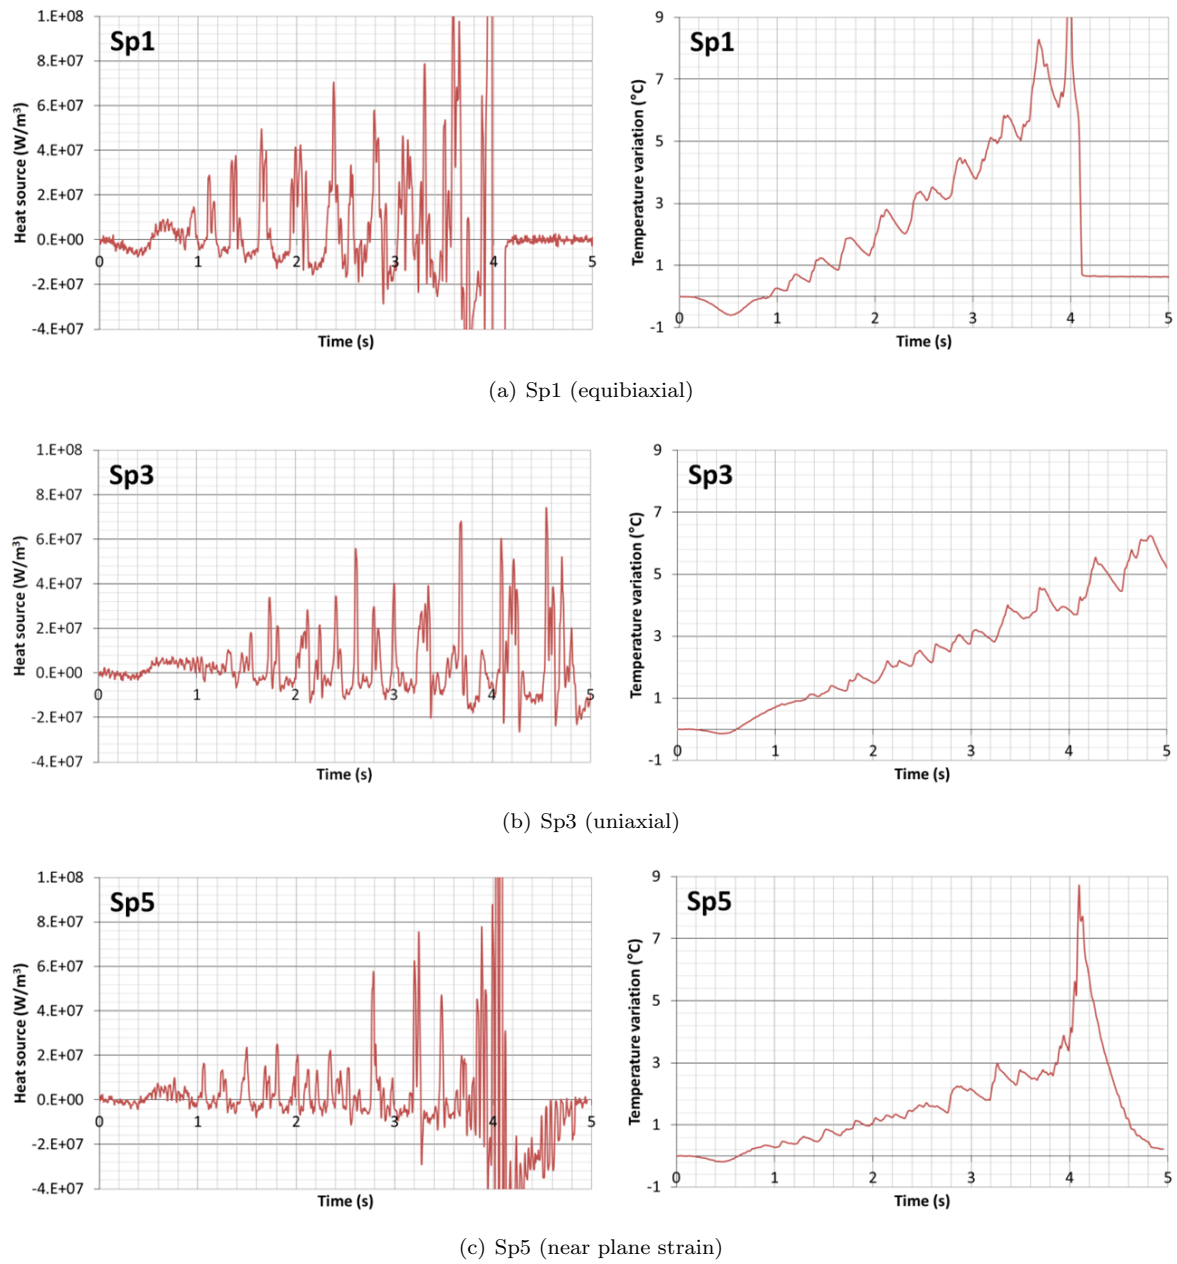 Sp1
Heat source (W/m³)
1.E+08
8.E+07
6.E+07
4.E+07
2.E+07
0.E+00
-2.E+07
-4.E+07
0 1 2 3 4 5
Time (s)
Sp1
Temperature variation (°C)
9
7
5
3
1
-1
0 1 2 3 4 5
Time (s)
(a) Sp1 (equibiaxial)
Sp3
Heat source (W/m³)
1.E+08
8.E+07
6.E+07
4.E+07
2.E+07
0.E+00
-2.E+07
-4.E+07
0 1 2 3 4 5
Time (s)
Sp3
Temperature variation (°C)
9
7
5
3
1
-1
0 1 2 3 4 5
Time (s)
(b) Sp3 (uniaxial)
Sp5
Heat source (W/m³)
1.E+08
8.E+07
6.E+07
4.E+07
2.E+07
0.E+00
-2.E+07
-4.E+07
0 1 2 3 4 5
Time (s)
Sp5
Temperature variation (°C)
9
7
5
3
1
-1
0 1 2 3 4 5
Time (s)
(c) Sp5 (near plane strain)